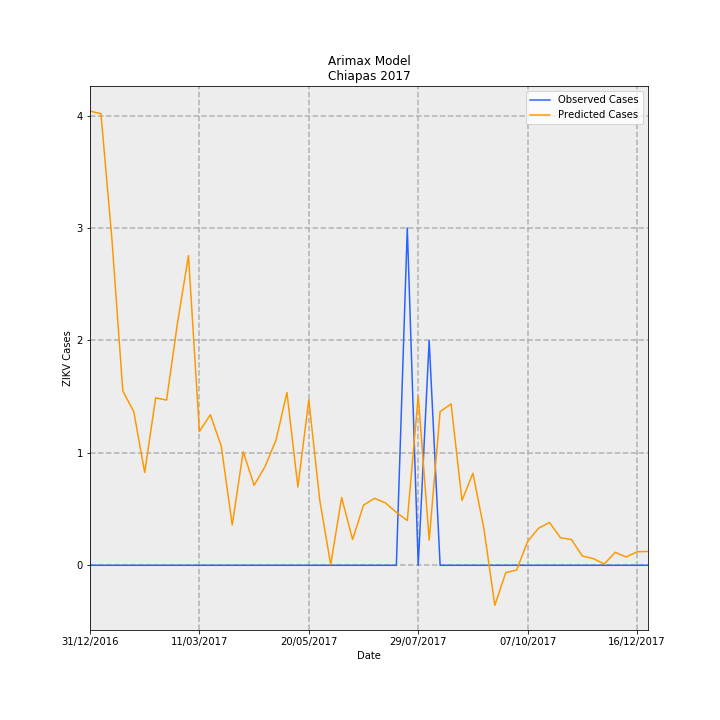 Arimax Model
Chiapas 2017
Observed Cases
Predicted Cases
4
3
2
1
0
ZIKV Cases
31/12/2016
11/03/2017
20/05/2017
29/07/2017
07/10/2017
16/12/2017
Date